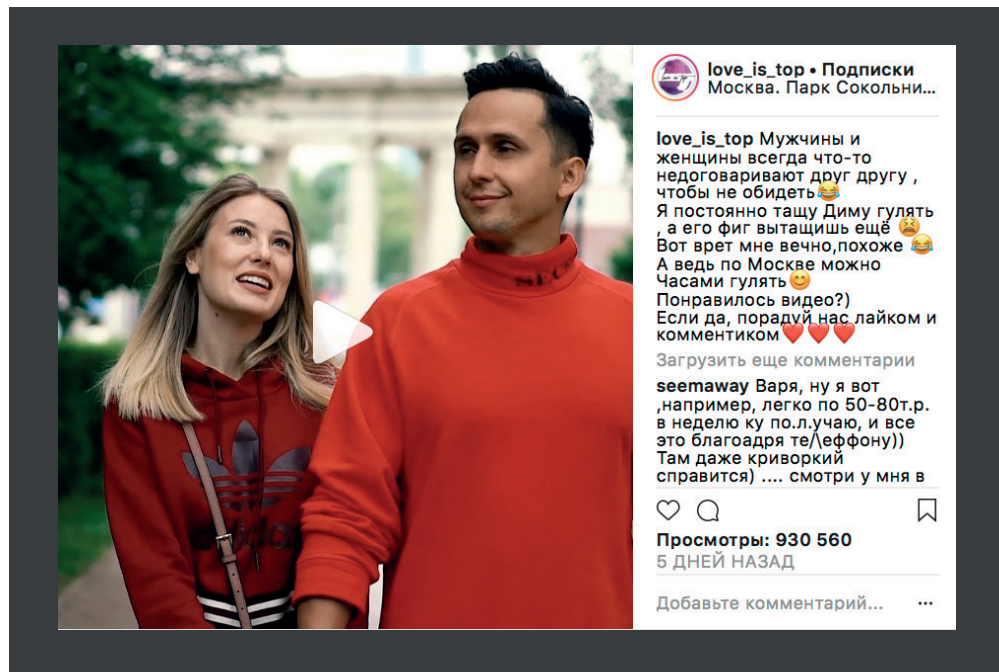 love_is_top • Подписки
Москва. Парк Сокольни...
love_is_top Мужчины и
женщины всегда что-то
недоговаривают друг другу ,
чтобы не обидеть😂
Я постоянно тащу Диму гулять
, а его фиг вытащишь ещё 😫
Вот врет мне вечно,похоже 😂
А ведь по Москве можно
Часами гулять😊
Понравилось видео?)
Если да, порадуй нас лайком и
комментиком❤️❤️❤️
Загрузить еще комментарии
seemaway Варя, ну я вот
,например, легко по 50-80т.р.
в неделю ку по.л.учаю, и все
это благоадря те/\еффону))
Там даже криворкий
справится) .... смотри у меня в
Просмотры: 930 560
5 ДНЕЙ НАЗАД
Добавьте комментарий...
adidas